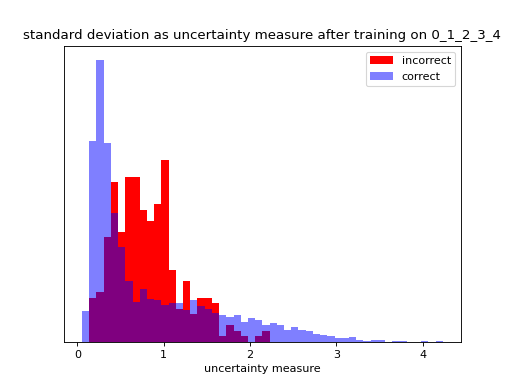 standard deviation as uncertainty measure after training on 0_1_2_3_4
incorrect
correct
0 1 2 3 4
uncertainty measure